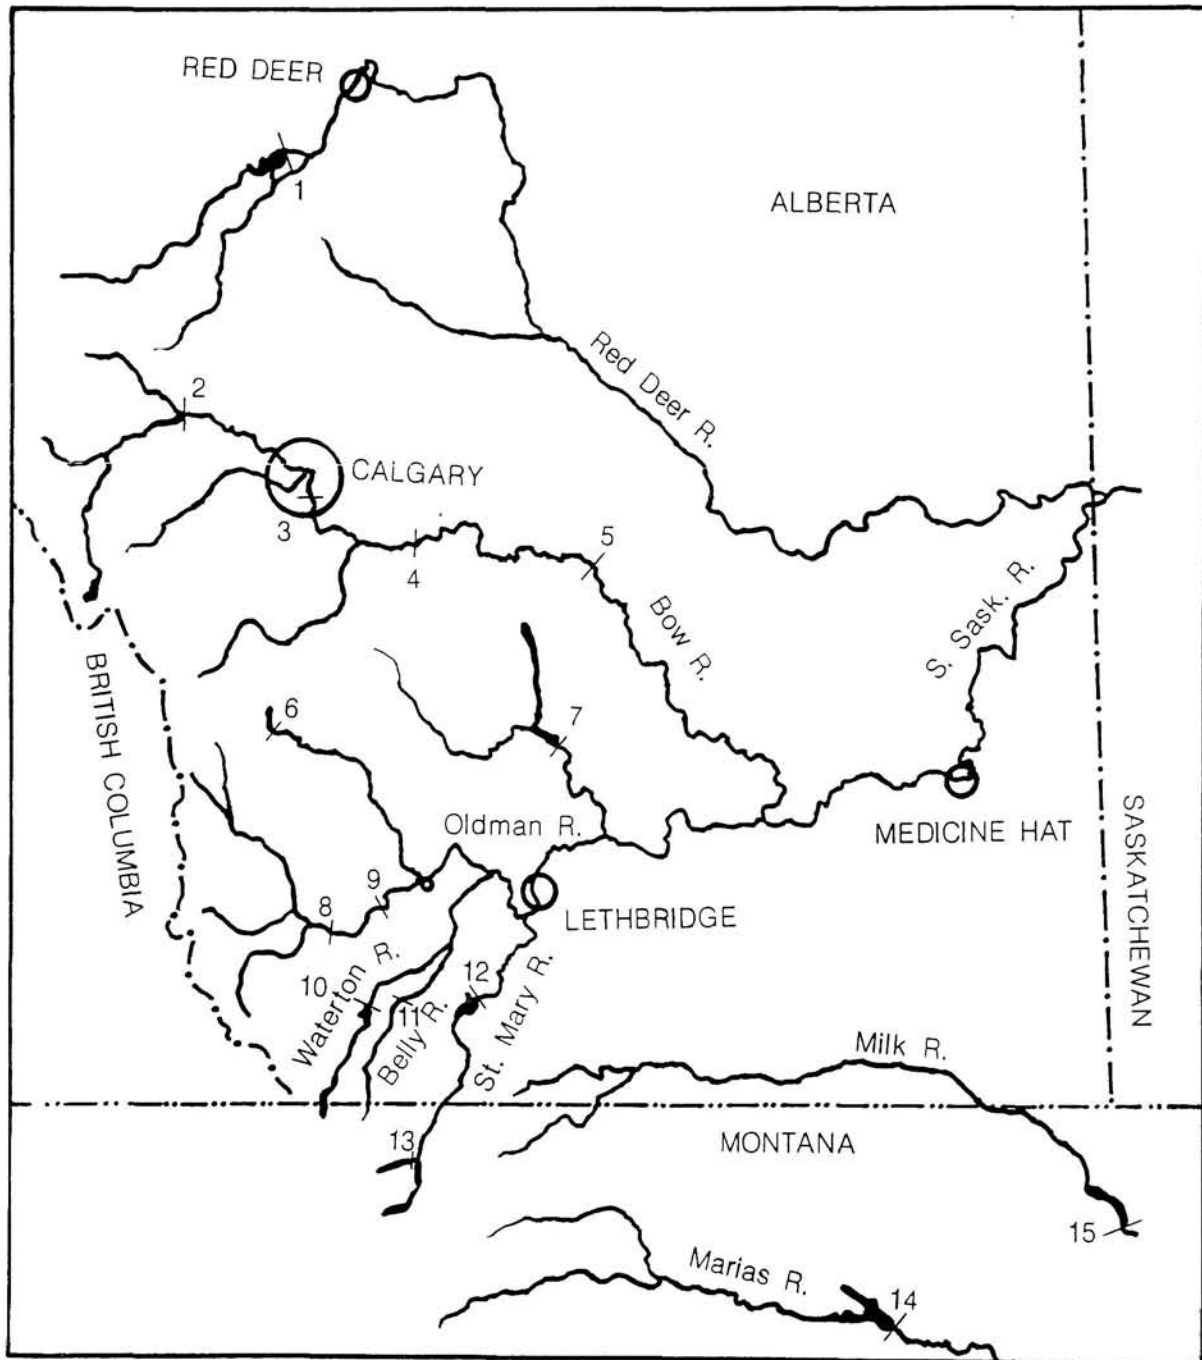 RED DEER
1
ALBERTA
Red Deer R.
2
CALGARY
3
4
5
Bow R.
S. Sask. R.
BRITISH COLUMBIA
6
7
Oldman R.
MEDICINE HAT
SASKATCHEWAN
8
9
LETHBRIDGE
10
Waterton R.
11
Belly R.
12
St. Mary R.
Milk R.
13
MONTANA
15
Marias R.
14